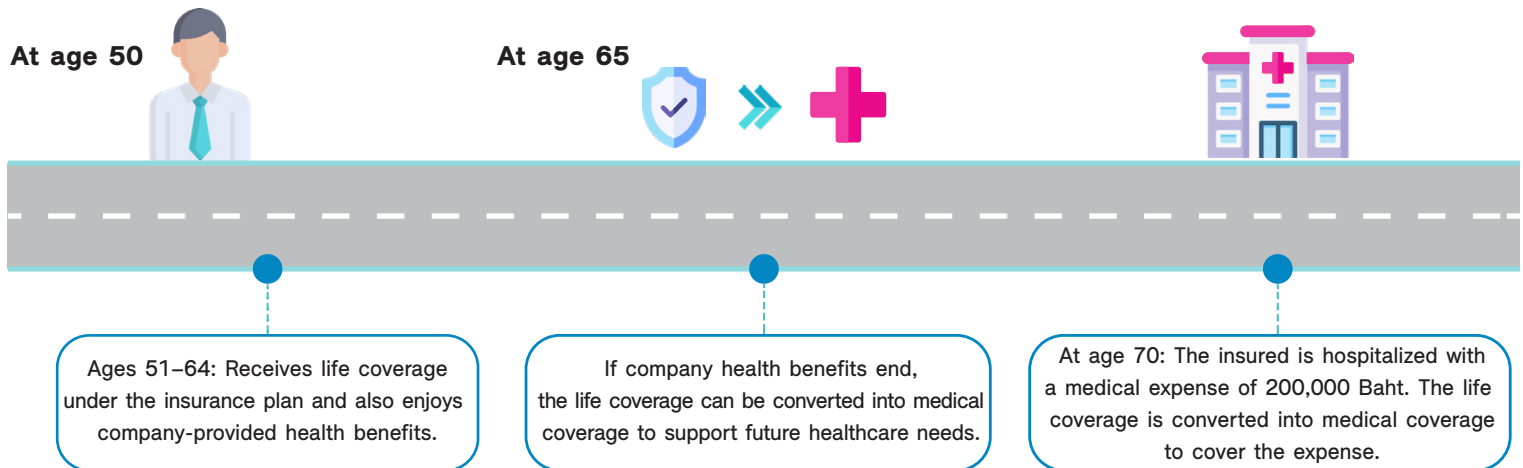 At age 50
At age 65
Ages 51–64: Receives life coverage
under the insurance plan and also enjoys
company-provided health benefits.
If company health benefits end,
the life coverage can be converted into medical
coverage to support future healthcare needs.
At age 70: The insured is hospitalized with
a medical expense of 200,000 Baht. The life
coverage is converted into medical coverage
to cover the expense.